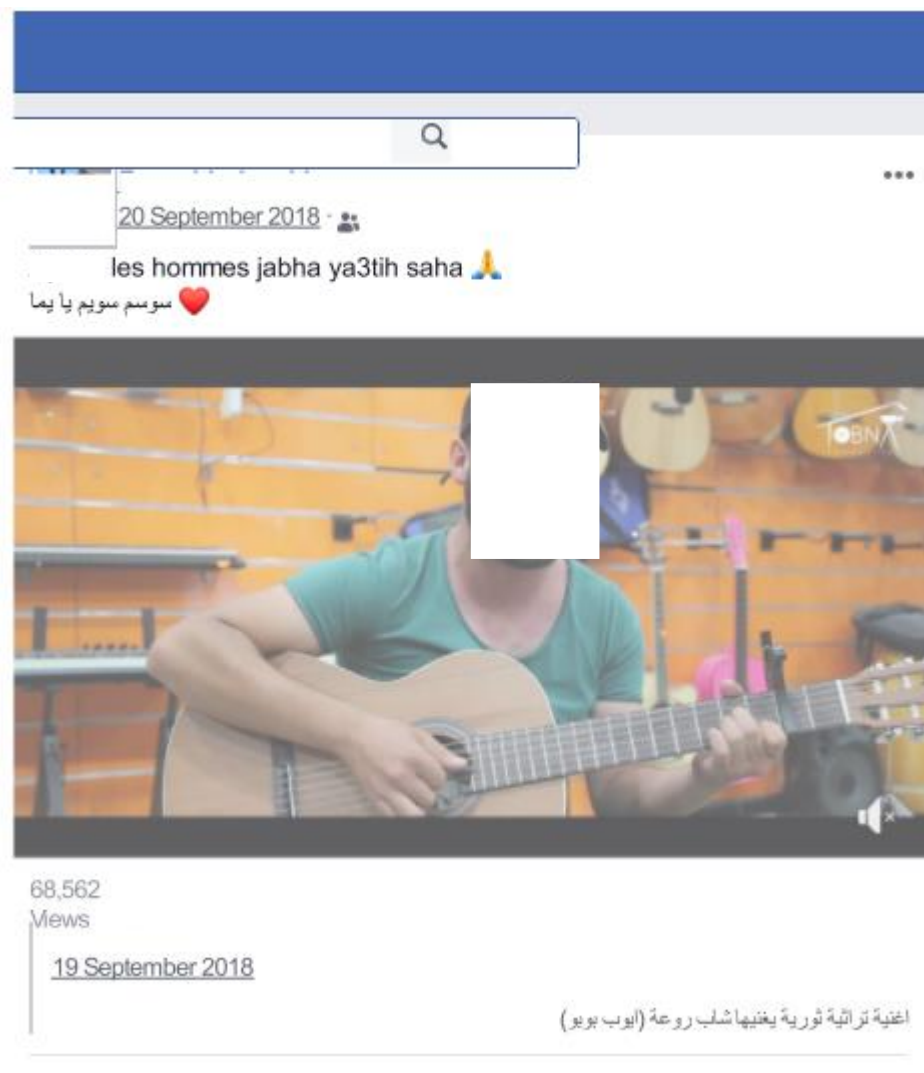 20 September 2018
les hommes jabha ya3tih saha 🙏
سوسم سويم يا يما ❤️
TOBNA
68,562
Views
19 September 2018
اغنية تراثية ثورية يغنيها شاب روعة (ايوب بوبو)